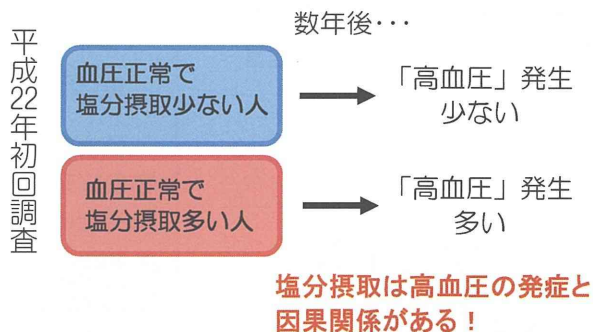 数年後・・・
平成22年初回調査
血圧正常で
塩分摂取少ない人
「高血圧」発生
少ない
血圧正常で
塩分摂取多い人
「高血圧」発生
多い
塩分摂取は高血圧の発症と
因果関係がある！